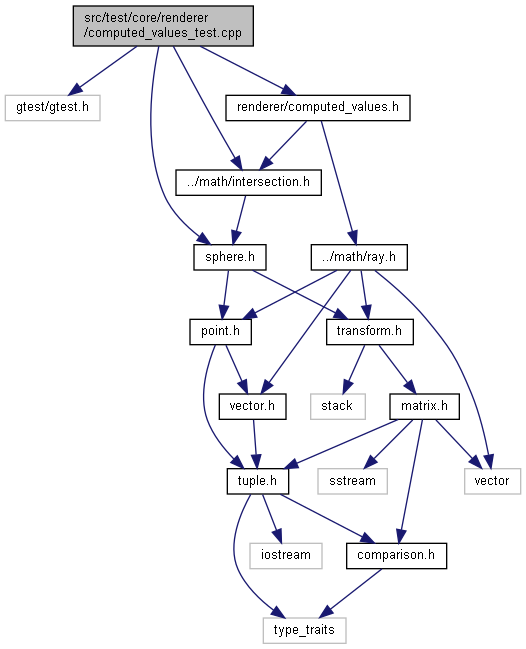 src/test/core/renderer
/computed_values_test.cpp
gtest/gtest.h
renderer/computed_values.h
../math/intersection.h
sphere.h
../math/ray.h
point.h
transform.h
vector.h
stack
matrix.h
tuple.h
sstream
vector
iostream
comparison.h
type_traits